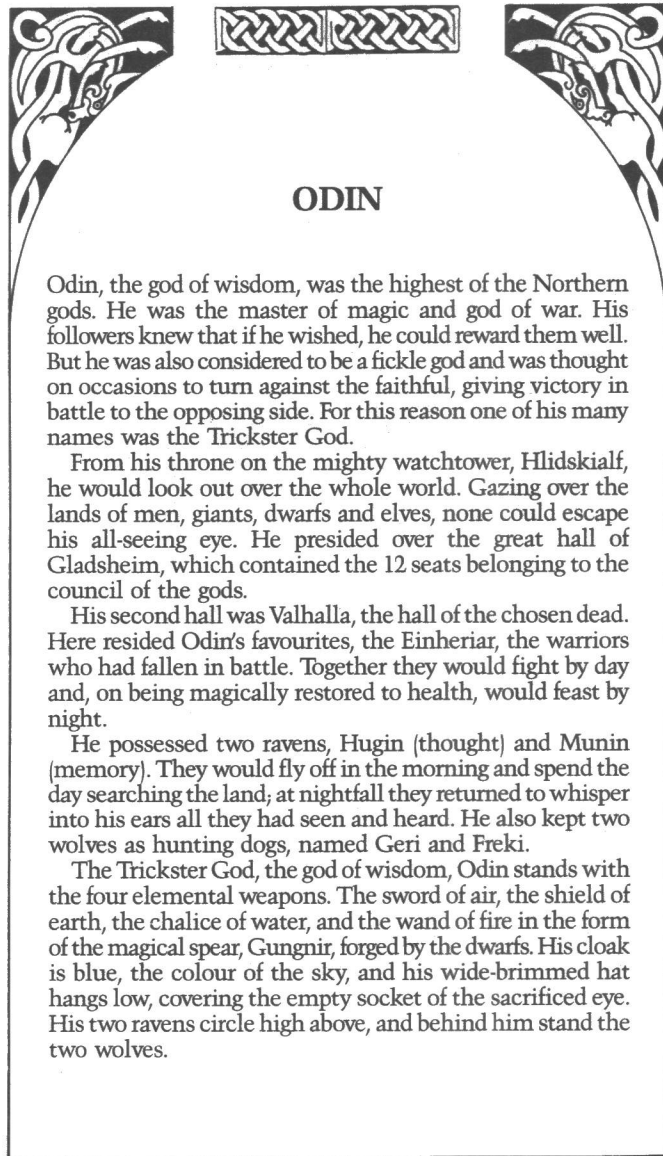 ODIN
Odin, the god of wisdom, was the highest of the Northern
gods. He was the master of magic and god of war. His
followers knew that if he wished, he could reward them well.
But he was also considered to be a fickle god and was thought
on occasions to turn against the faithful, giving victory in
battle to the opposing side. For this reason one of his many
names was the Trickster God.
From his throne on the mighty watchtower, Hlidskialf,
he would look out over the whole world. Gazing over the
lands of men, giants, dwarfs and elves, none could escape
his all-seeing eye. He presided over the great hall of
Gladsheim, which contained the 12 seats belonging to the
council of the gods.
His second hall was Valhalla, the hall of the chosen dead.
Here resided Odin's favourites, the Einheriar, the warriors
who had fallen in battle. Together they would fight by day
and, on being magically restored to health, would feast by
night.
He possessed two ravens, Hugin (thought) and Munin
(memory). They would fly off in the morning and spend the
day searching the land; at nightfall they returned to whisper
into his ears all they had seen and heard. He also kept two
wolves as hunting dogs, named Geri and Freki.
The Trickster God, the god of wisdom, Odin stands with
the four elemental weapons. The sword of air, the shield of
earth, the chalice of water, and the wand of fire in the form
of the magical spear, Gungnir, forged by the dwarfs. His cloak
is blue, the colour of the sky, and his wide-brimmed hat
hangs low, covering the empty socket of the sacrificed eye.
His two ravens circle high above, and behind him stand the
two wolves.